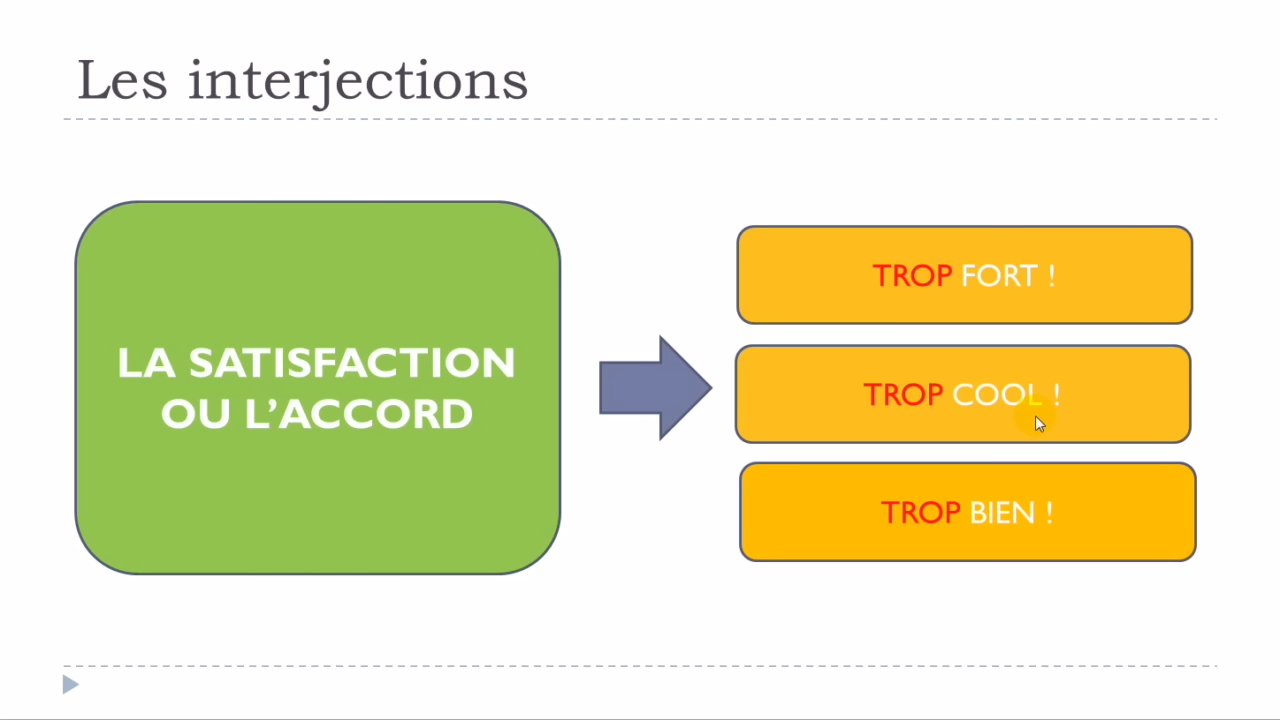 Les interjections
LA SATISFACTION
OU L’ACCORD
TROP FORT !
TROP COOL !
TROP BIEN !